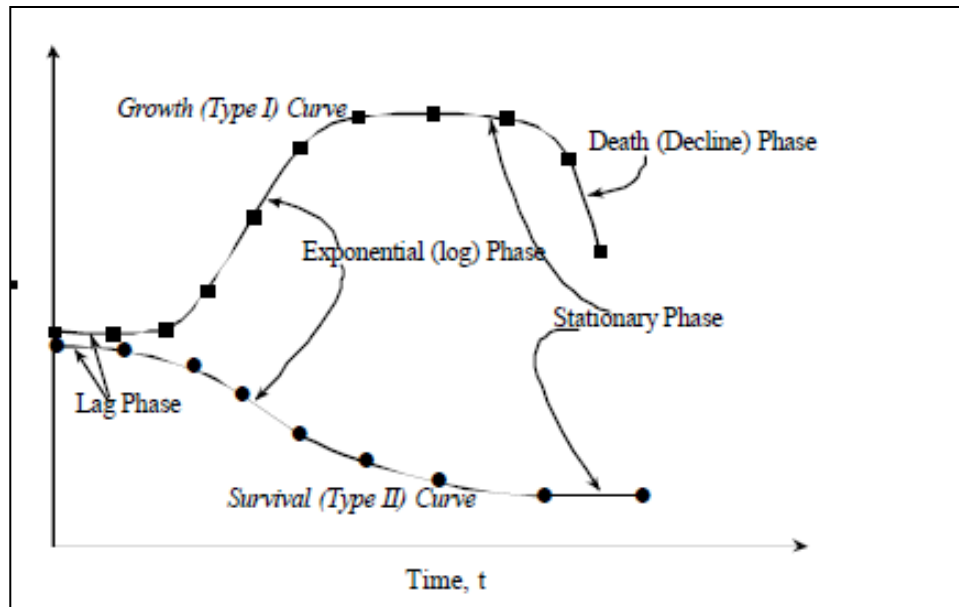 Growth (Type I) Curve
Death (Decline) Phase
Exponential (log) Phase
Stationary Phase
Lag Phase
Survival (Type II) Curve
Time, t